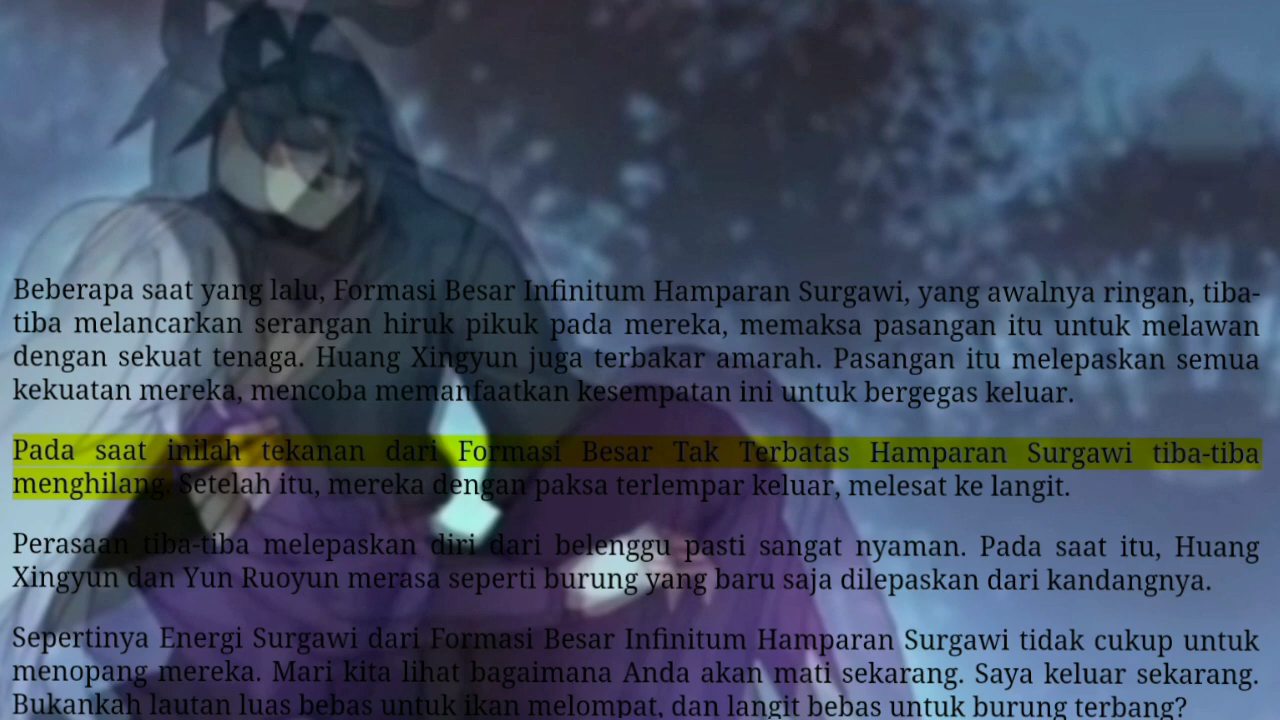 Beberapa saat yang lalu, Formasi Besar Infinitum Hamparan Surgawi, yang awalnya ringan, tiba-
tiba melancarkan serangan hiruk pikuk pada mereka, memaksa pasangan itu untuk melawan
dengan sekuat tenaga. Huang Xingyun juga terbakar amarah. Pasangan itu melepaskan semua
kekuatan mereka, mencoba memanfaatkan kesempatan ini untuk bergegas keluar.
Pada saat inilah tekanan dari Formasi Besar Tak Terbatas Hamparan Surgawi tiba-tiba
menghilang. Setelah itu, mereka dengan paksa terlempar keluar, melesat ke langit.
Perasaan tiba-tiba melepaskan diri dari belenggu pasti sangat nyaman. Pada saat itu, Huang
Xingyun dan Yun Ruoyun merasa seperti burung yang baru saja dilepaskan dari kandangnya.
Sepertinya Energi Surgawi dari Formasi Besar Infinitum Hamparan Surgawi tidak cukup untuk
menopang mereka. Mari kita lihat bagaimana Anda akan mati sekarang. Saya keluar sekarang.
Bukankah lautan luas bebas untuk ikan melompat, dan langit bebas untuk burung terbang?